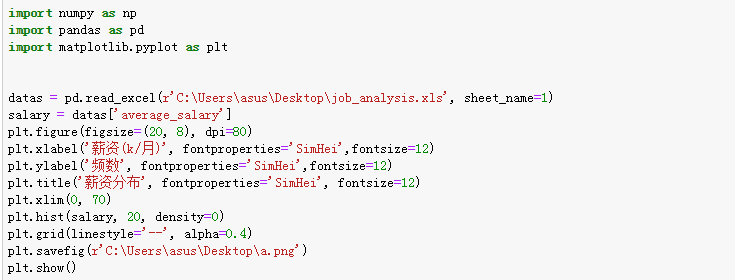 import numpy as np
import pandas as pd
import matplotlib.pyplot as plt
datas = pd.read_excel(r'C:\Users\asus\Desktop\job_analysis.xls', sheet_name=1)
salary = datas['average_salary']
plt.figure(figsize=(20, 8), dpi=80)
plt.xlabel('薪资(k/月)', fontproperties='SimHei',fontsize=12)
plt.ylabel('频数', fontproperties='SimHei',fontsize=12)
plt.title('薪资分布', fontproperties='SimHei', fontsize=12)
plt.xlim(0, 70)
plt.hist(salary, 20, density=0)
plt.grid(linestyle='--', alpha=0.4)
plt.savefig(r'C:\Users\asus\Desktop\a.png')
plt.show()